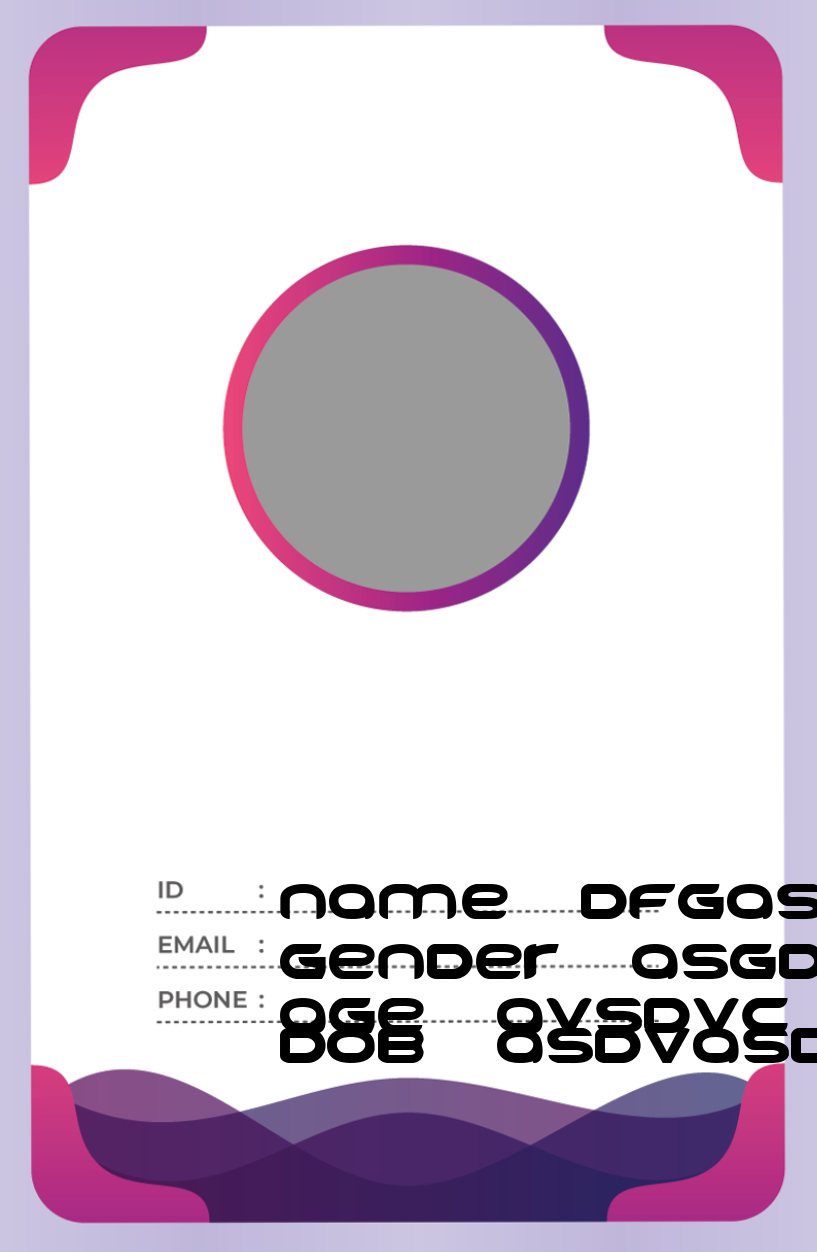 ID : name DFGas
EMAIL : Gender asGD
PHONE : aGe avsDvc
DOB asDvasD